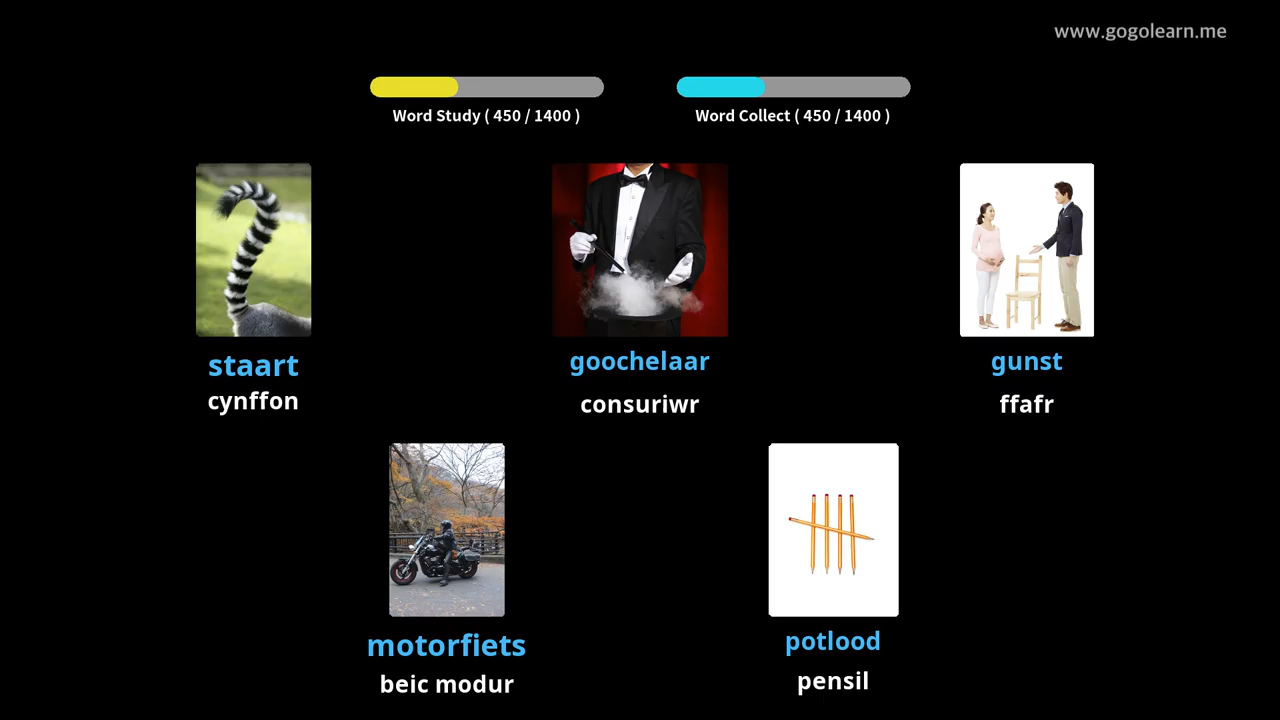 www.gogolearn.me
Word Study ( 450 / 1400 )
Word Collect ( 450 / 1400 )
staart
cynffon
goochelaar
consuriwr
gunst
ffafr
motorfiets
beic modur
potlood
pensil